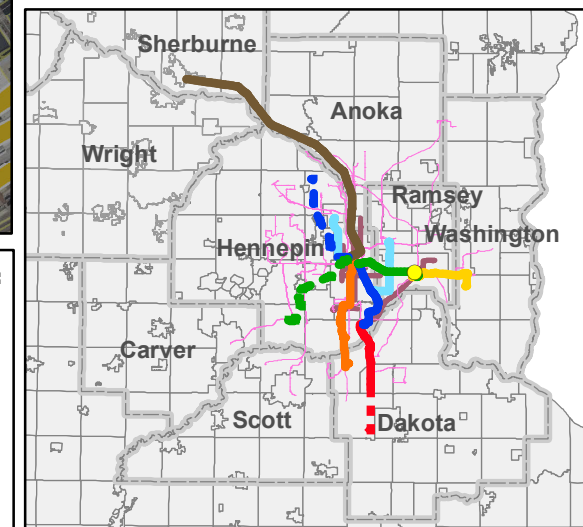 Sherburne
Anoka
Wright
Ramsey
Washington
Hennepin
Carver
Scott
Dakota